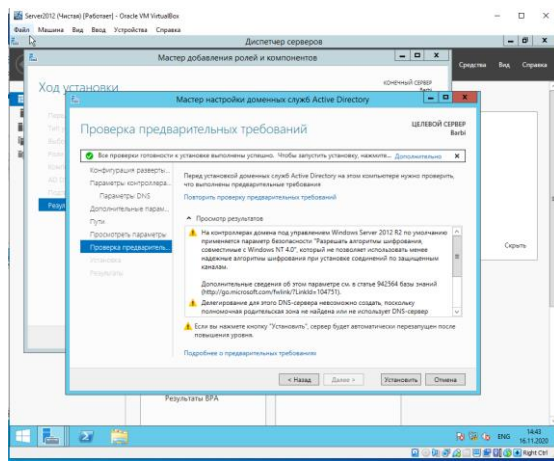 Server2012 (Чистая) [Работает] - Oracle VM VirtualBox
Файл Машина Вид Ввод Устройства Справка
Диспетчер серверов
Средства Вид Справка
Мастер добавления ролей и компонентов
Ход установки
КОНЕЧНЫЙ СЕРВЕР
Barbi
Резул
Мастер настройки доменных служб Active Directory
Проверка предварительных требований
ЦЕЛЕВОЙ СЕРВЕР
Barbi
Все проверки готовности к установке выполнены успешно. Чтобы запустить установку, нажмите... Дополнительно
Конфигурация разверты...
Параметры контроллера...
Параметры DNS
Дополнительные парам...
Пути
Просмотреть параметры
Проверка предваритель...
Установка
Результаты
Перед установкой доменных служб Active Directory на этом компьютере нужно проверить, что выполнены предварительные требования
Повторить проверку предварительных требований
Просмотр результатов
На контроллерах домена под управлением Windows Server 2012 R2 по умолчанию
применяется параметр безопасности "Разрешать алгоритмы шифрования,
совместимые с Windows NT 4.0", который не позволяет использовать менее
надежные алгоритмы шифрования при установке соединений по защищенным
каналам.
Дополнительные сведения об этом параметре см. в статье 942564 базы знаний
(http://go.microsoft.com/fwlink/?LinkId=104751).
Делегирование для этого DNS-сервера невозможно создать, поскольку
полномочная родительская зона не найдена или не использует DNS-сервер
Если вы нажмете кнопку "Установить", сервер будет автоматически перезапущен после
повышения уровня.
Подробнее о предварительных требованиях
< Назад Далее > Установить Отмена
Скрыть
Результаты BPA
ENG
14:43
16.11.2020
Right Ctrl